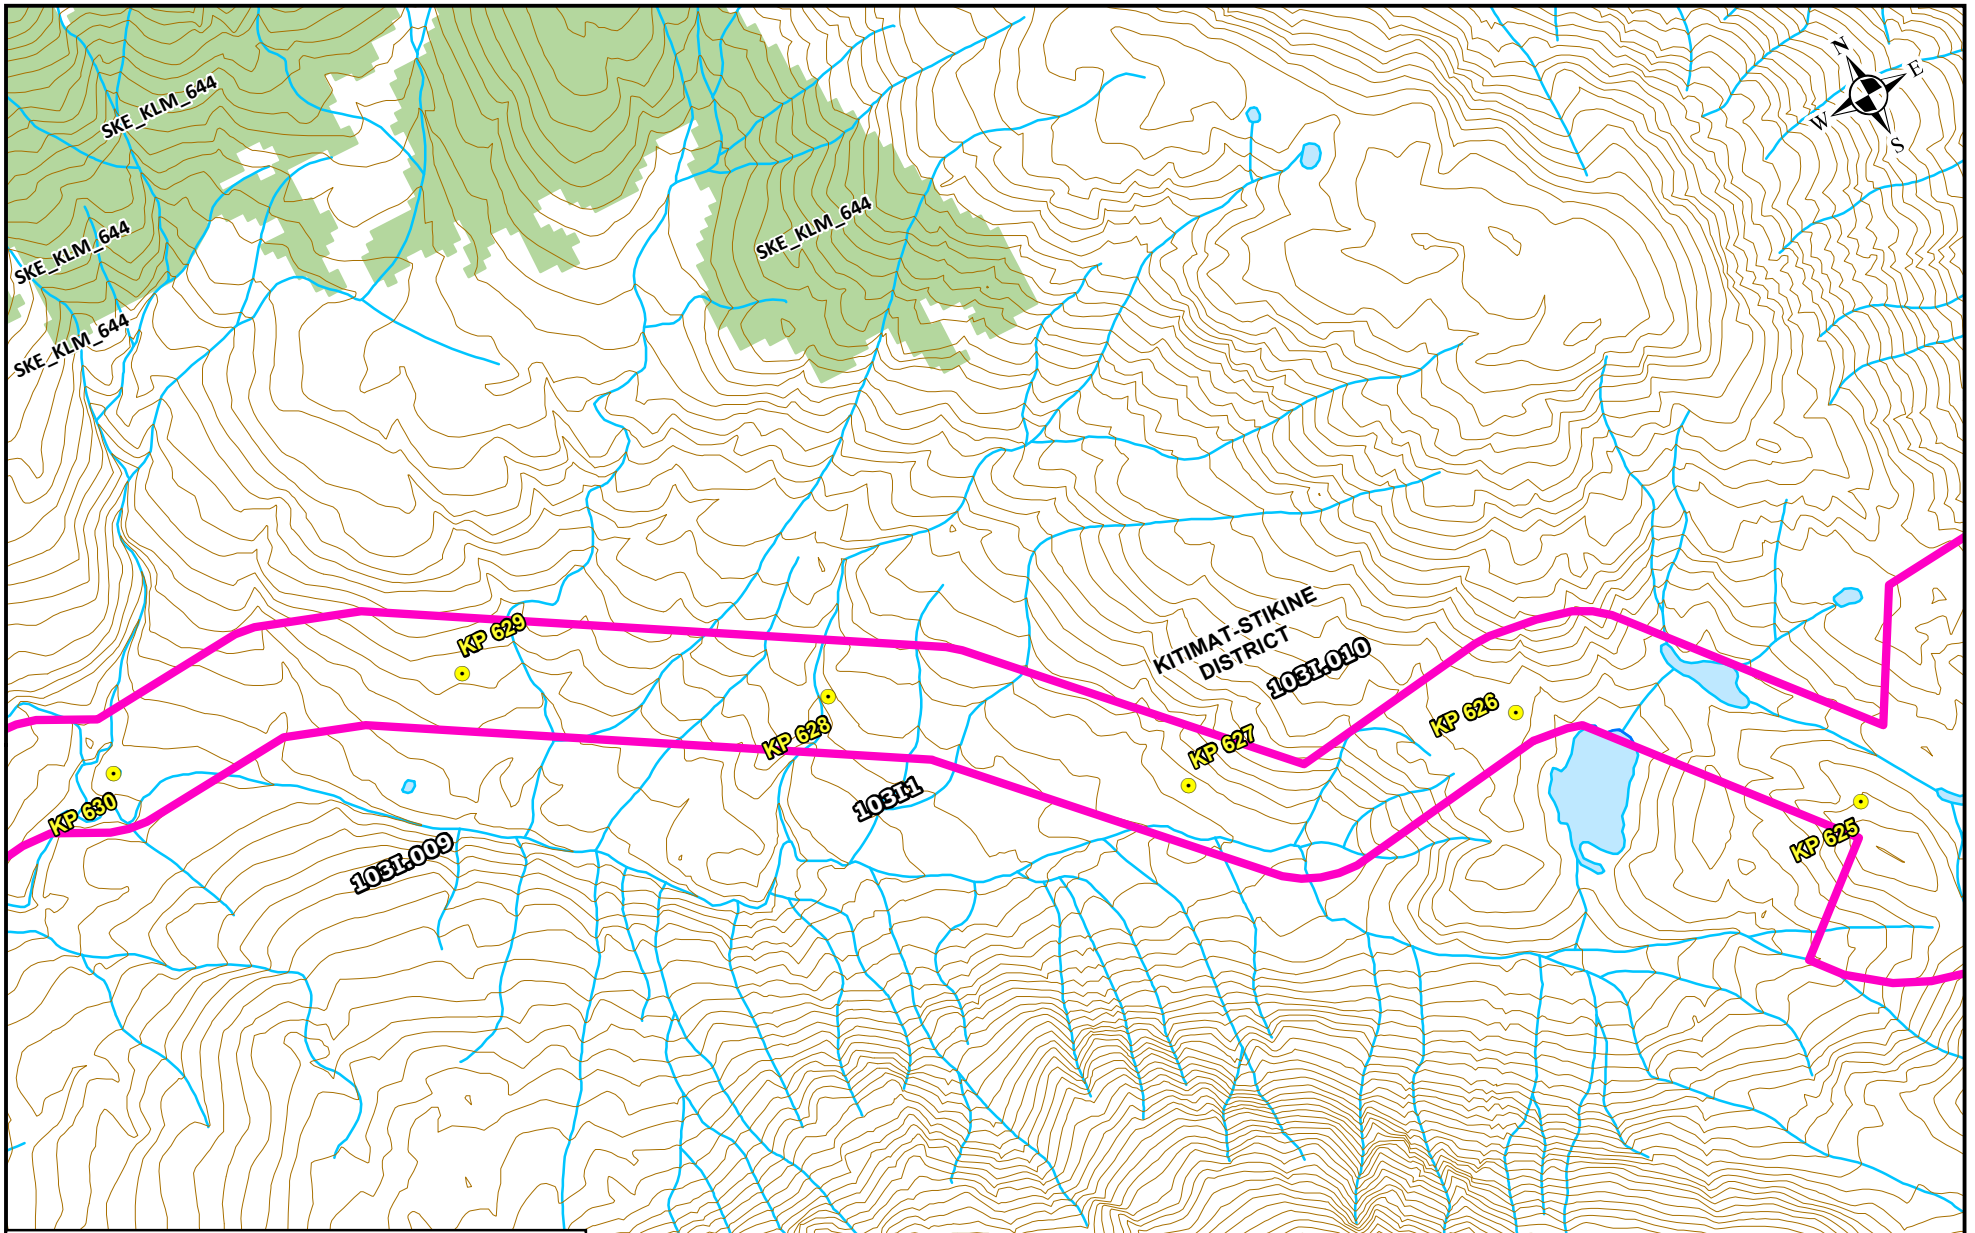 N
E
W
S
SKE_KLM_644
SKE_KLM_644
SKE_KLM_644
SKE_KLM_644
KITIMAT-STIKINE
DISTRICT
103I.010
KP 629
KP 628
KP 627
KP 626
KP 625
KP 630
103I1
103I.009